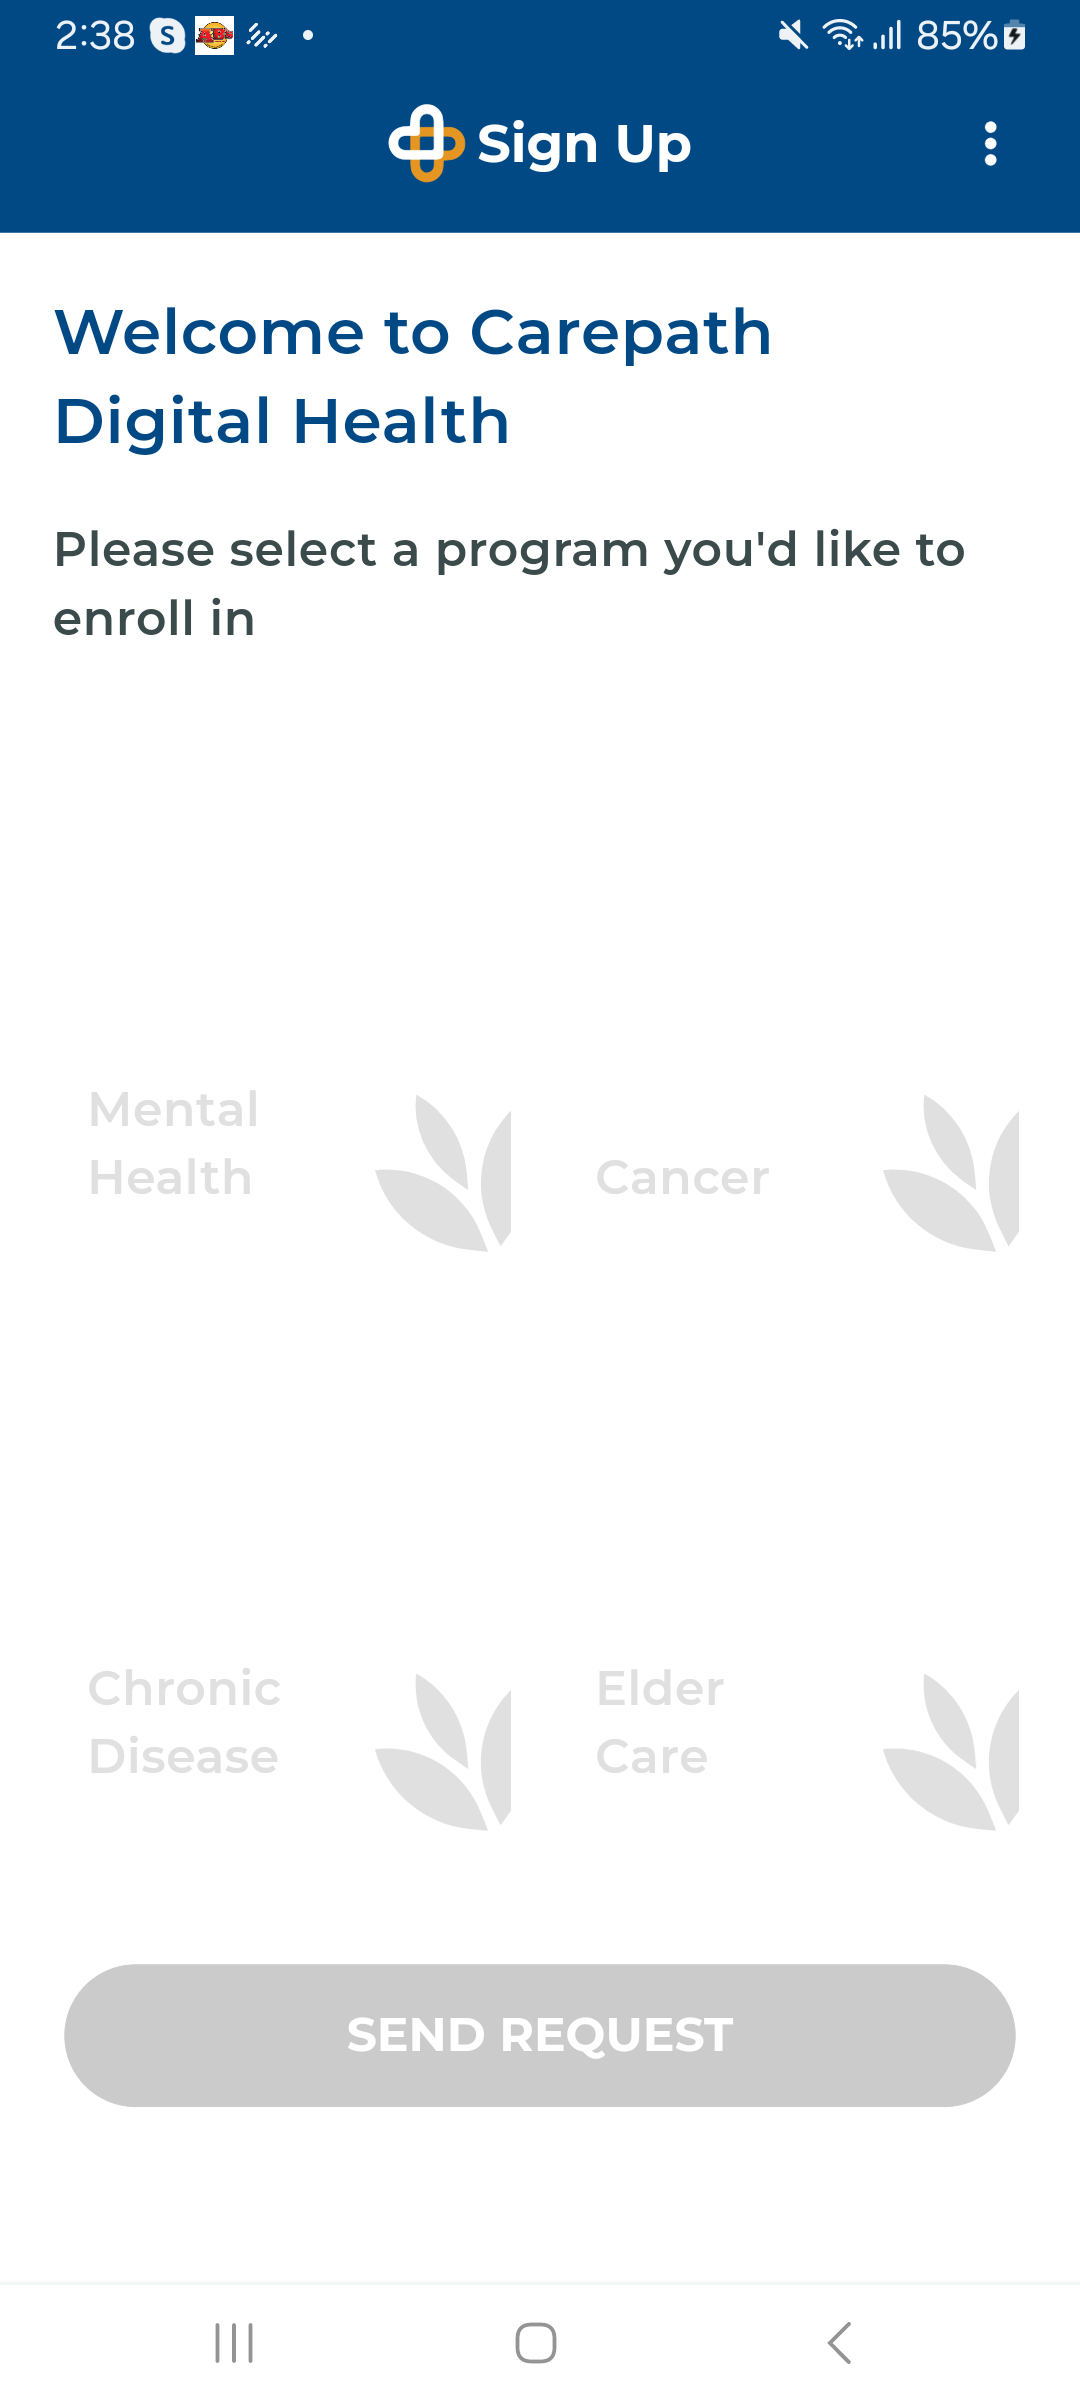 2:38
85%
Sign Up
Welcome to Carepath
Digital Health
Please select a program you'd like to
enroll in
Mental
Health
Cancer
Chronic
Disease
Elder
Care
SEND REQUEST